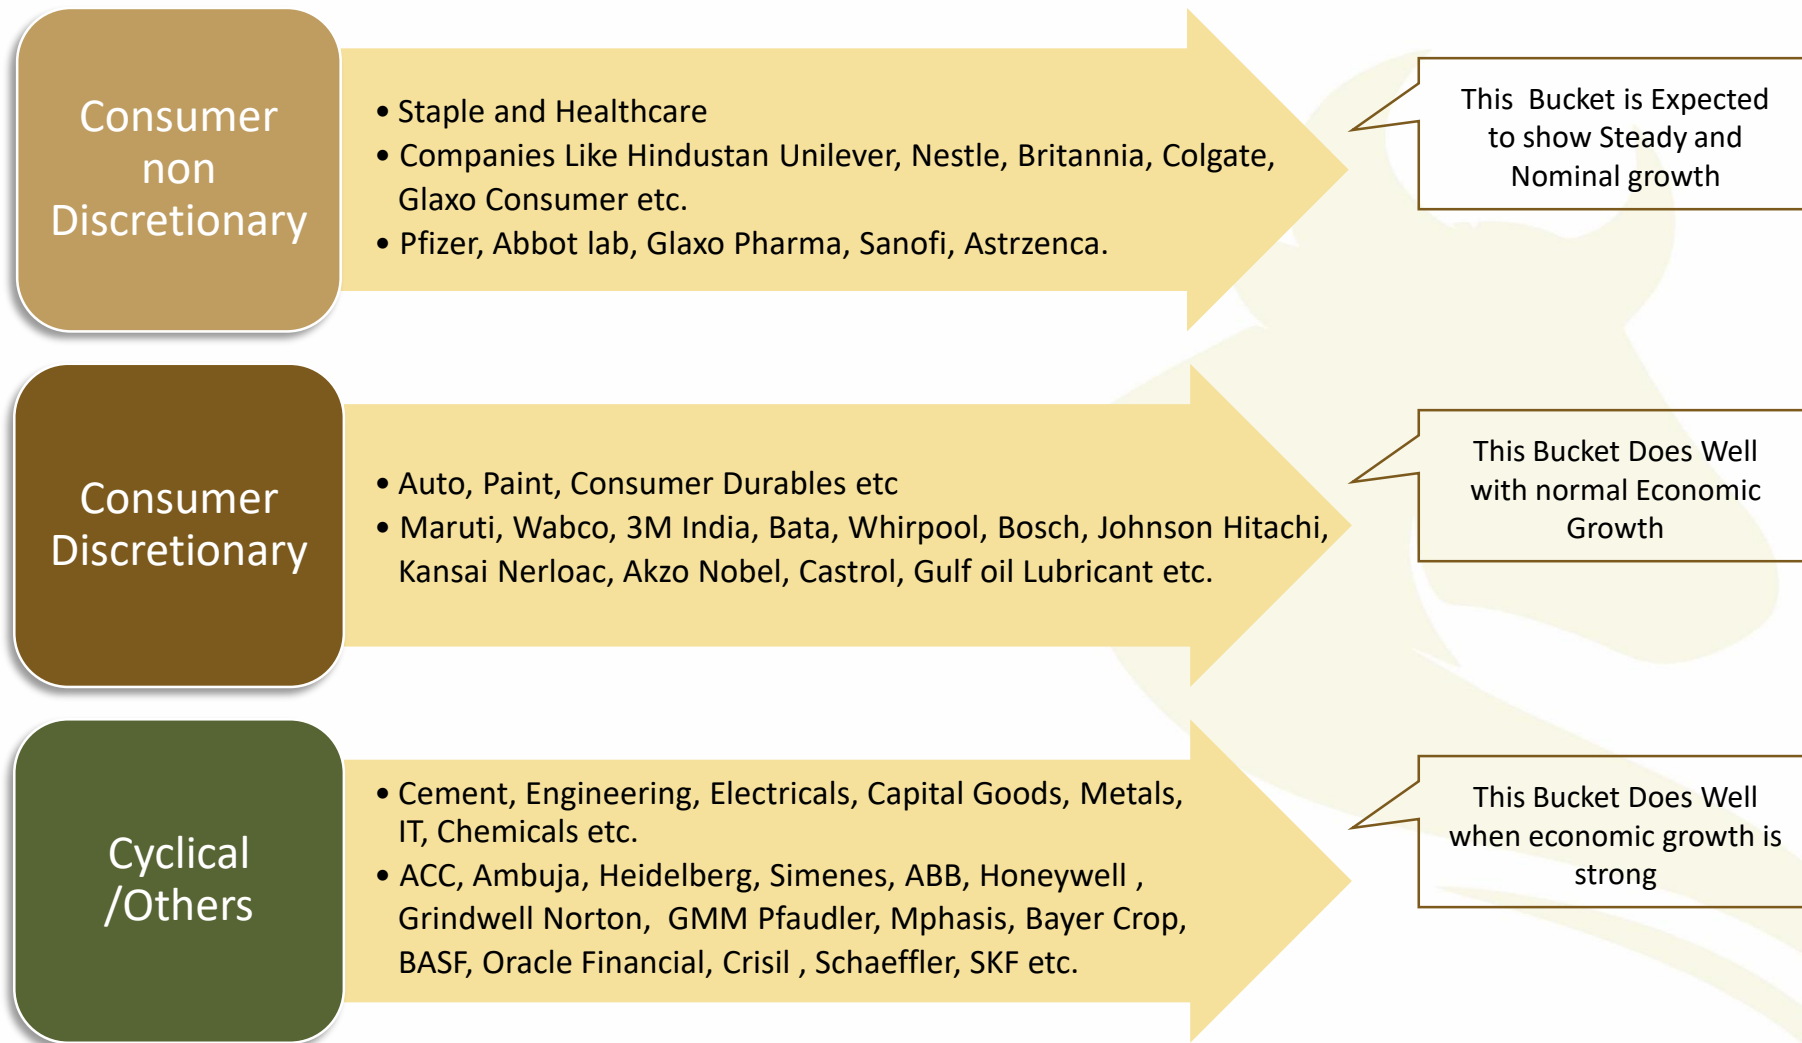 Consumer
non
Discretionary
• Staple and Healthcare
• Companies Like Hindustan Unilever, Nestle, Britannia, Colgate,
Glaxo Consumer etc.
• Pfizer, Abbot lab, Glaxo Pharma, Sanofi, Astrzenca.
This Bucket is Expected
to show Steady and
Nominal growth
Consumer
Discretionary
• Auto, Paint, Consumer Durables etc
• Maruti, Wabco, 3M India, Bata, Whirpool, Bosch, Johnson Hitachi,
Kansai Nerloac, Akzo Nobel, Castrol, Gulf oil Lubricant etc.
This Bucket Does Well
with normal Economic
Growth
Cyclical
/Others
• Cement, Engineering, Electricals, Capital Goods, Metals,
IT, Chemicals etc.
• ACC, Ambuja, Heidelberg, Simenes, ABB, Honeywell ,
Grindwell Norton, GMM Pfaudler, Mphasis, Bayer Crop,
BASF, Oracle Financial, Crisil , Schaeffler, SKF etc.
This Bucket Does Well
when economic growth is
strong